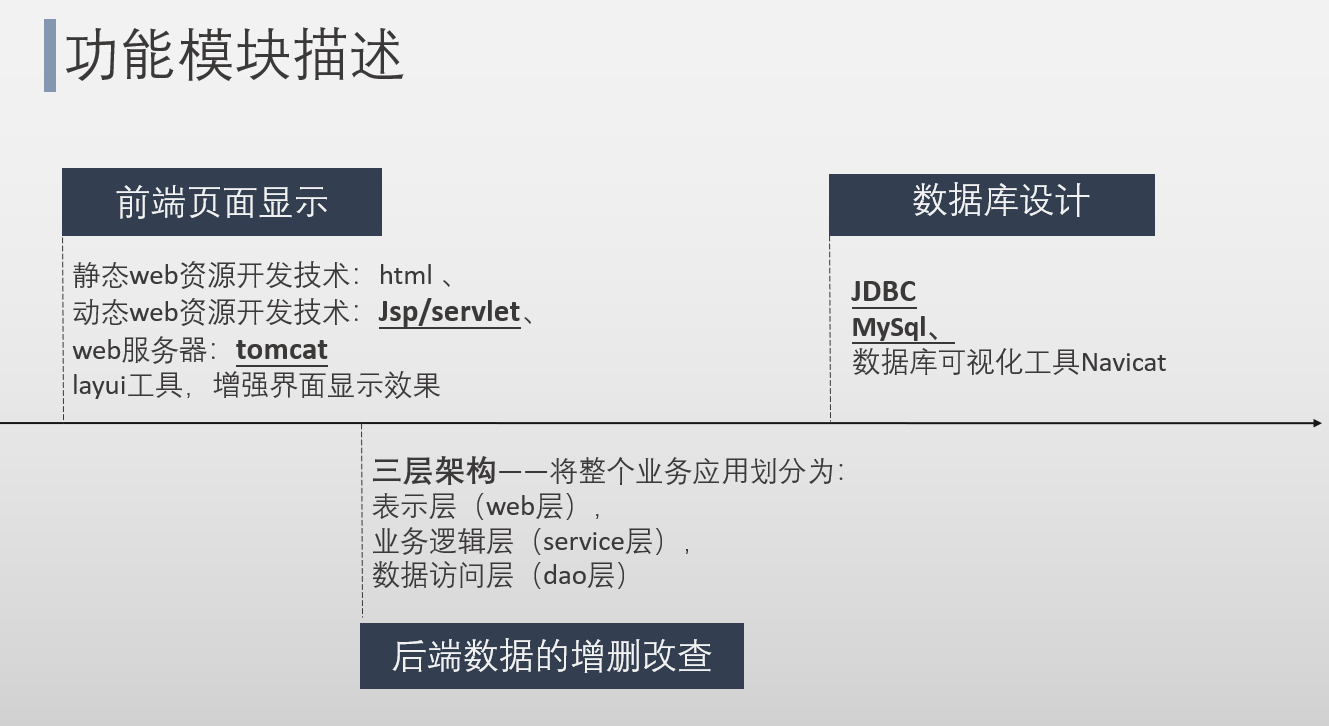 功能模块描述
前端页面显示
静态web资源开发技术：html 、
动态web资源开发技术：Jsp/servlet、
web服务器：tomcat
layui工具，增强界面显示效果
数据库设计
JDBC
MySql、
数据库可视化工具Navicat
三层架构——将整个业务应用划分为：
表示层（web层），
业务逻辑层（service层），
数据访问层（dao层）
后端数据的增删改查